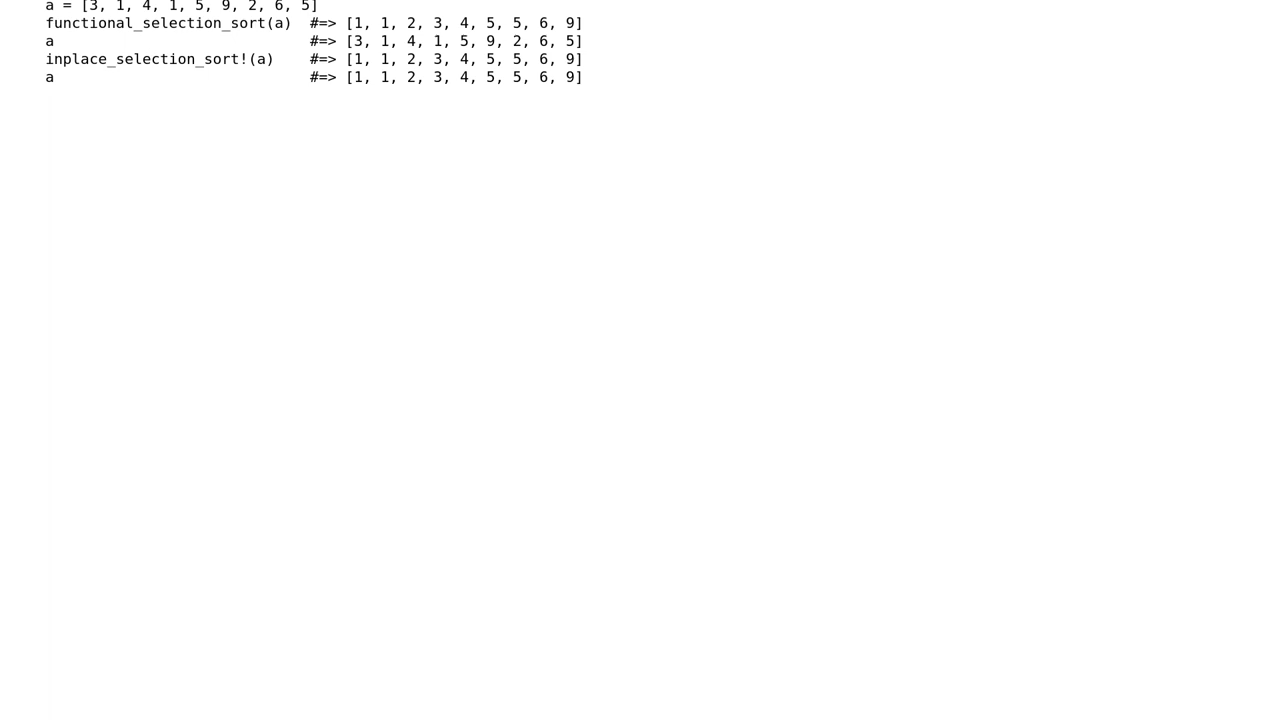 a = [3, 1, 4, 1, 5, 9, 2, 6, 5]
functional_selection_sort(a)  #=> [1, 1, 2, 3, 4, 5, 5, 6, 9]
a                             #=> [3, 1, 4, 1, 5, 9, 2, 6, 5]
inplace_selection_sort!(a)    #=> [1, 1, 2, 3, 4, 5, 5, 6, 9]
a                             #=> [1, 1, 2, 3, 4, 5, 5, 6, 9]